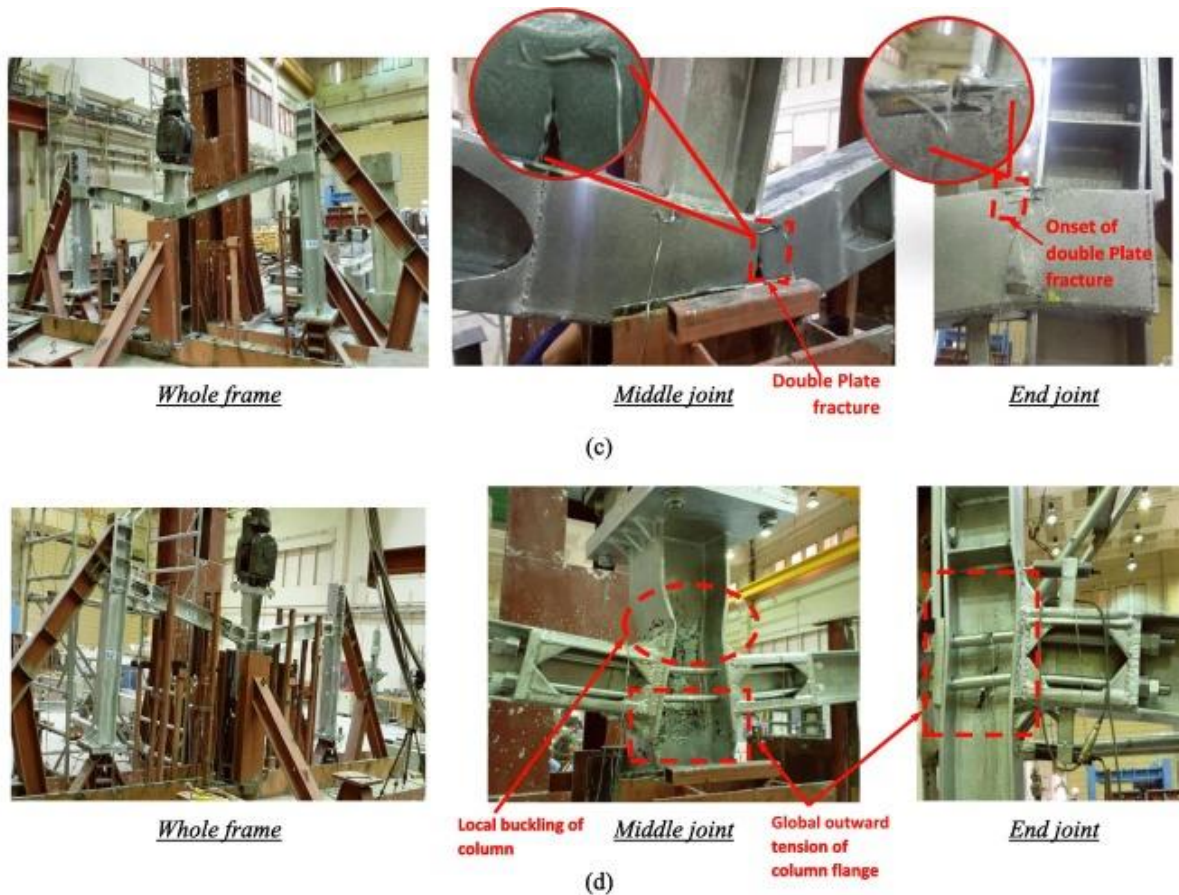 Onset of
double Plate
fracture
Double Plate
fracture
Whole frame
Middle joint
End joint
(c)
Local buckling of
column
Global outward
tension of
column flange
Whole frame
Middle joint
End joint
(d)